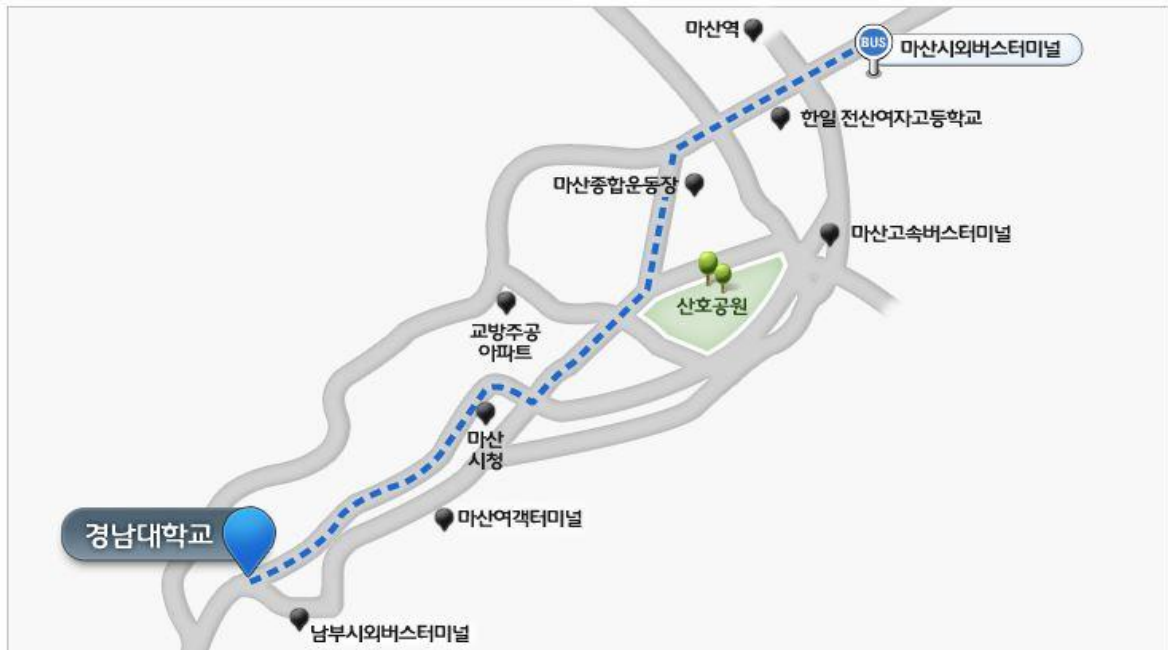 마산역
BUS
마산시외버스터미널
한일 전산여자고등학교
마산종합운동장
마산고속버스터미널
산호공원
교방주공
아파트
마산
시청
마산여객터미널
경남대학교
남부시외버스터미널